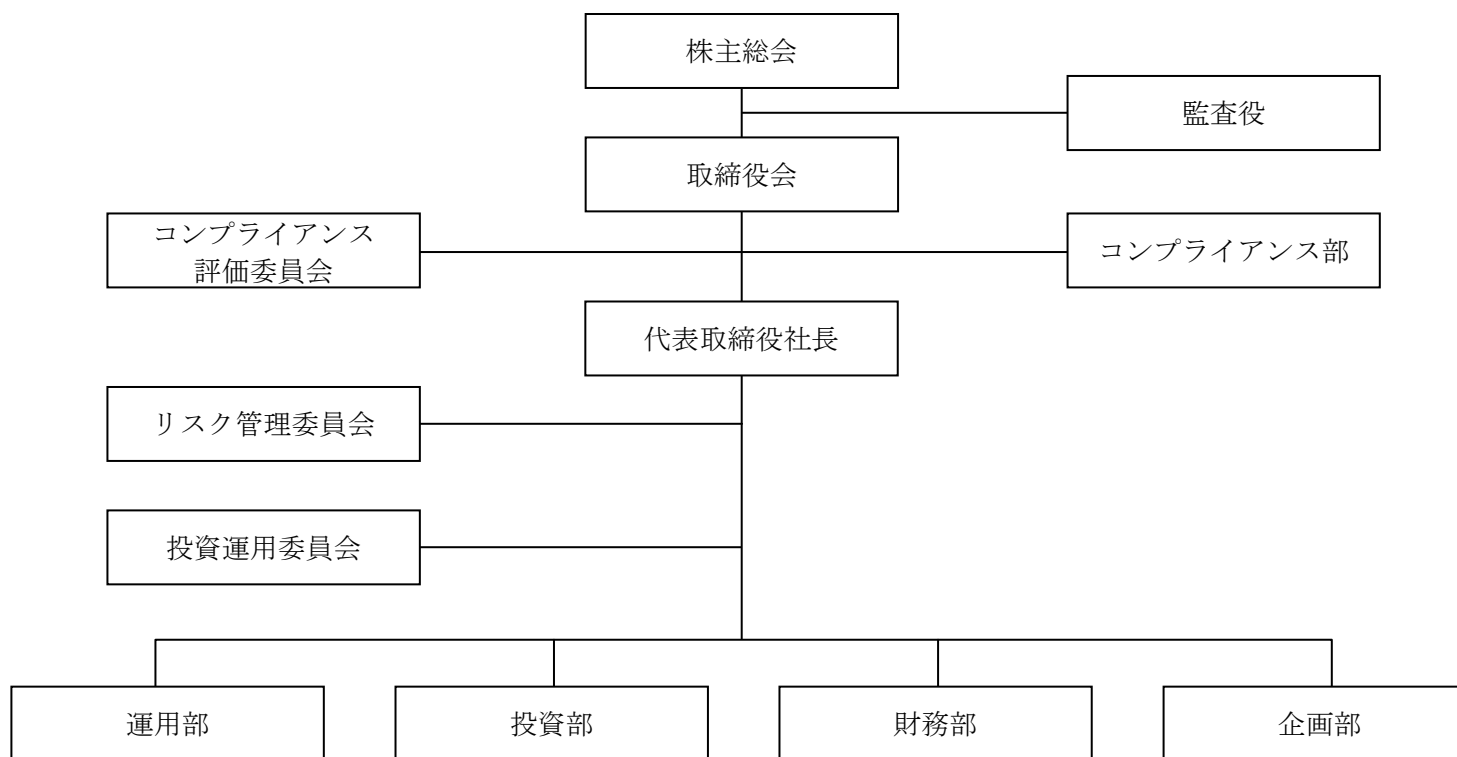 株主総会
監査役
取締役会
コンプライアンス
評価委員会
コンプライアンス部
代表取締役社長
リスク管理委員会
投資運用委員会
運用部
投資部
財務部
企画部